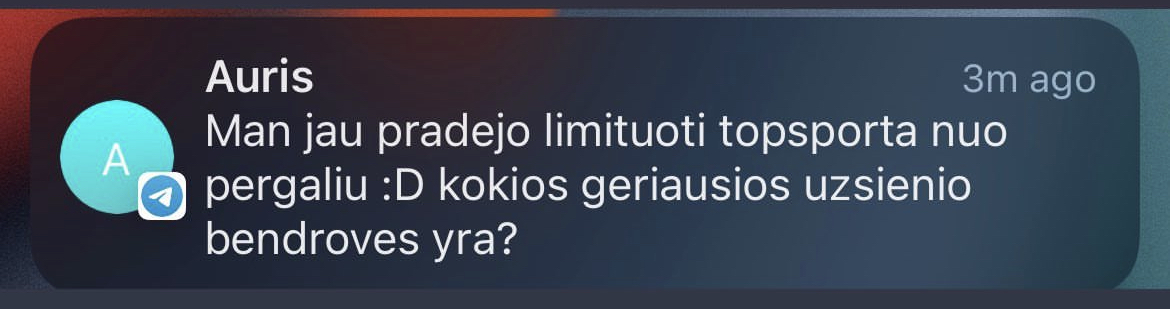 Auris
3m ago
Man jau pradejo limituoti topsporta nuo
pergaliu :D kokios geriausios uzsienio
bendroves yra?
A